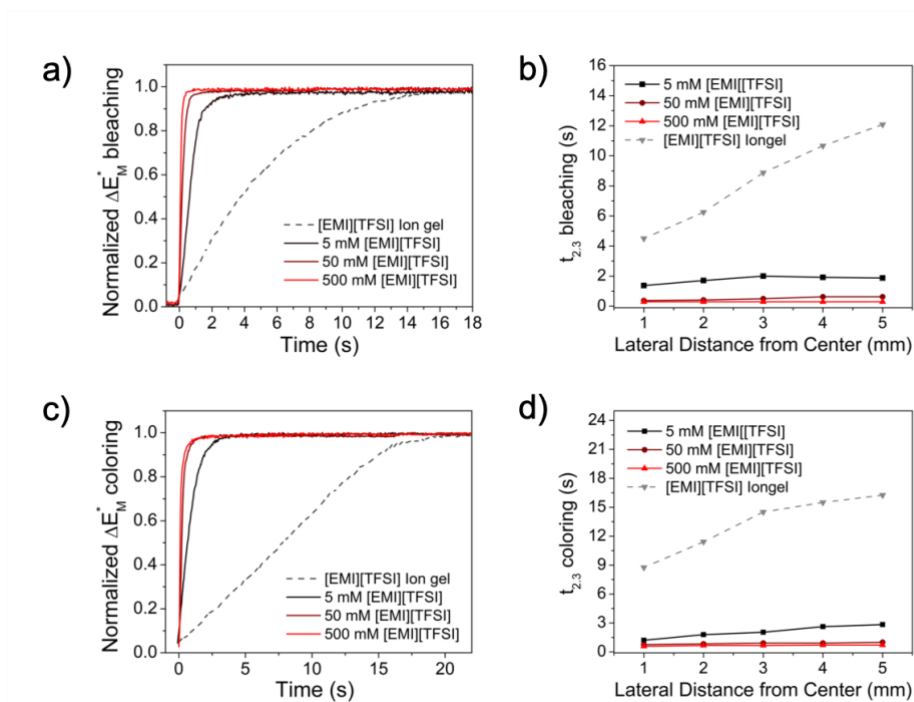 a)
Normalized ΔE*M bleaching
1.0
0.8
0.6
0.4
0.2
0.0
[EMI][TFSI] Ion gel
5 mM [EMI][TFSI]
50 mM [EMI][TFSI]
500 mM [EMI][TFSI]
0 2 4 6 8 10 12 14 16 18
Time (s)
b)
t2.3 bleaching (s)
16
14
12
10
8
6
4
2
0
5 mM [EMI[[TFSI]
50 mM [EMI][TFSI]
500 mM [EMI][TFSI]
[EMI][TFSI] Iongel
1 2 3 4 5
Lateral Distance from Center (mm)
c)
Normalized ΔE*M coloring
1.0
0.8
0.6
0.4
0.2
0.0
[EMI][TFSI] Ion gel
5 mM [EMI][TFSI]
50 mM [EMI][TFSI]
500 mM [EMI][TFSI]
0 5 10 15 20
Time (s)
d)
t2.3 coloring (s)
24
21
18
15
12
9
6
3
0
5 mM [EMI[[TFSI]
50 mM [EMI][TFSI]
500 mM [EMI][TFSI]
[EMI][TFSI] Iongel
1 2 3 4 5
Lateral Distance from Center (mm)